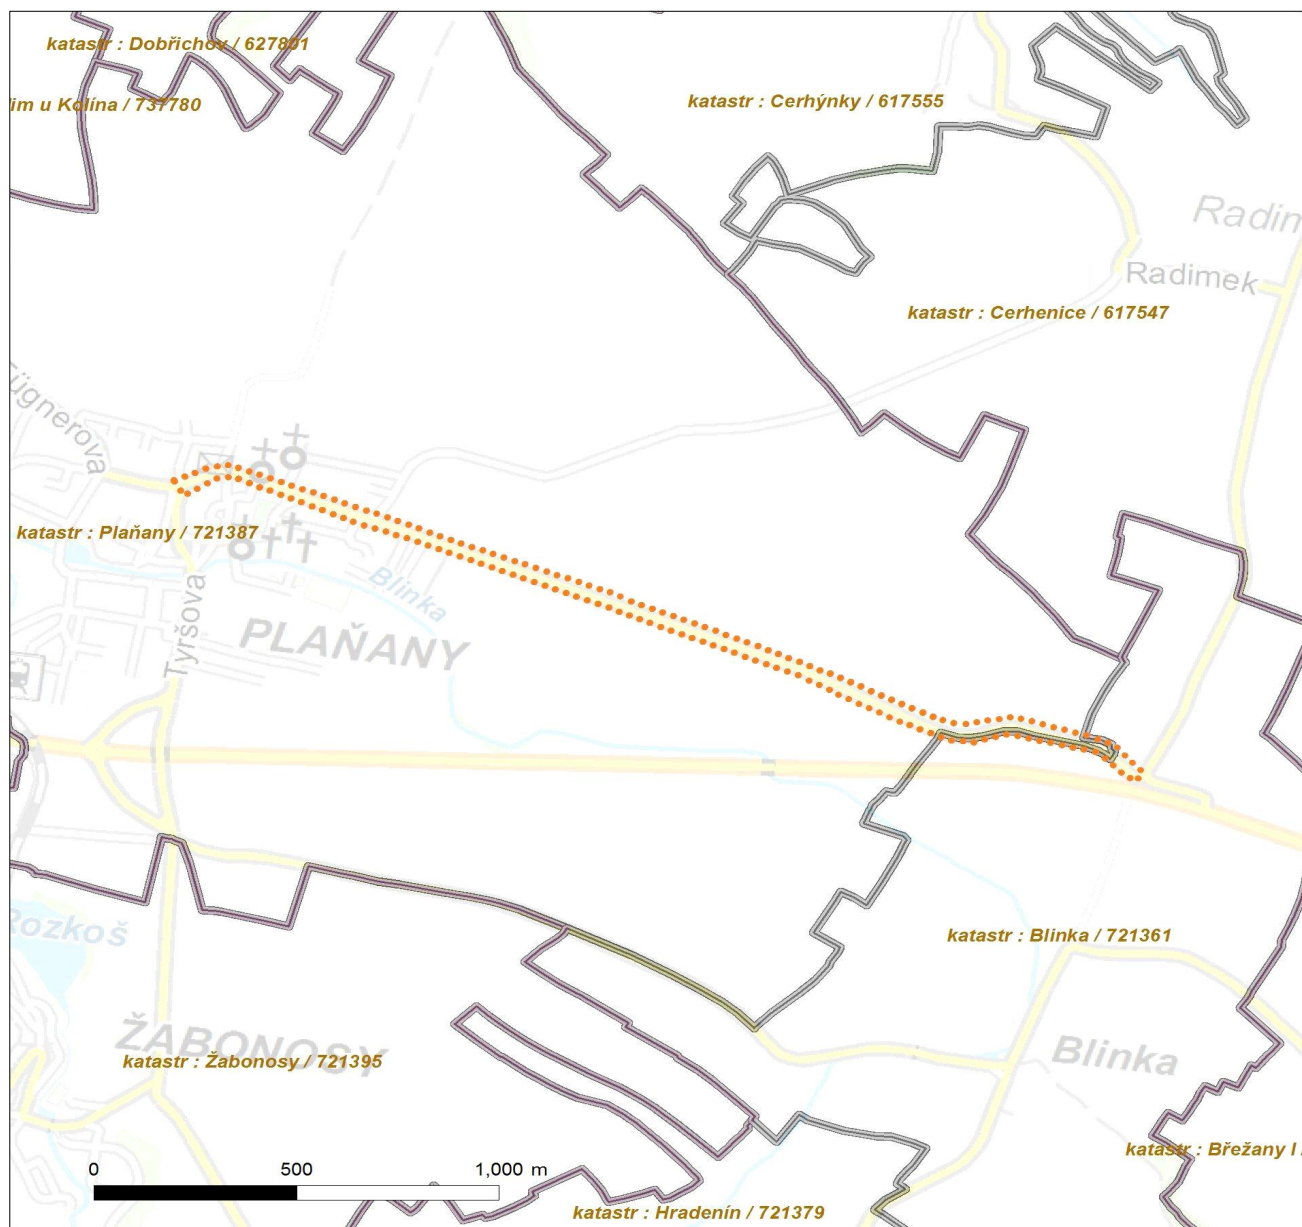 katastr : Dobřichov / 627801
katastr : Cerhýnky / 617555
im u Kolína / 737780
Radim
Radimek
katastr : Cerhenice / 617547
Fügnerova
katastr : Plaňany / 721387
Blinka
Tyršova
PLAŇANY
Rozkoš
katastr : Blinka / 721361
ŽABONOSY
Blinka
katastr : Žabonosy / 721395
katastr : Břežany I
0 500 1,000 m
katastr : Hradenín / 721379